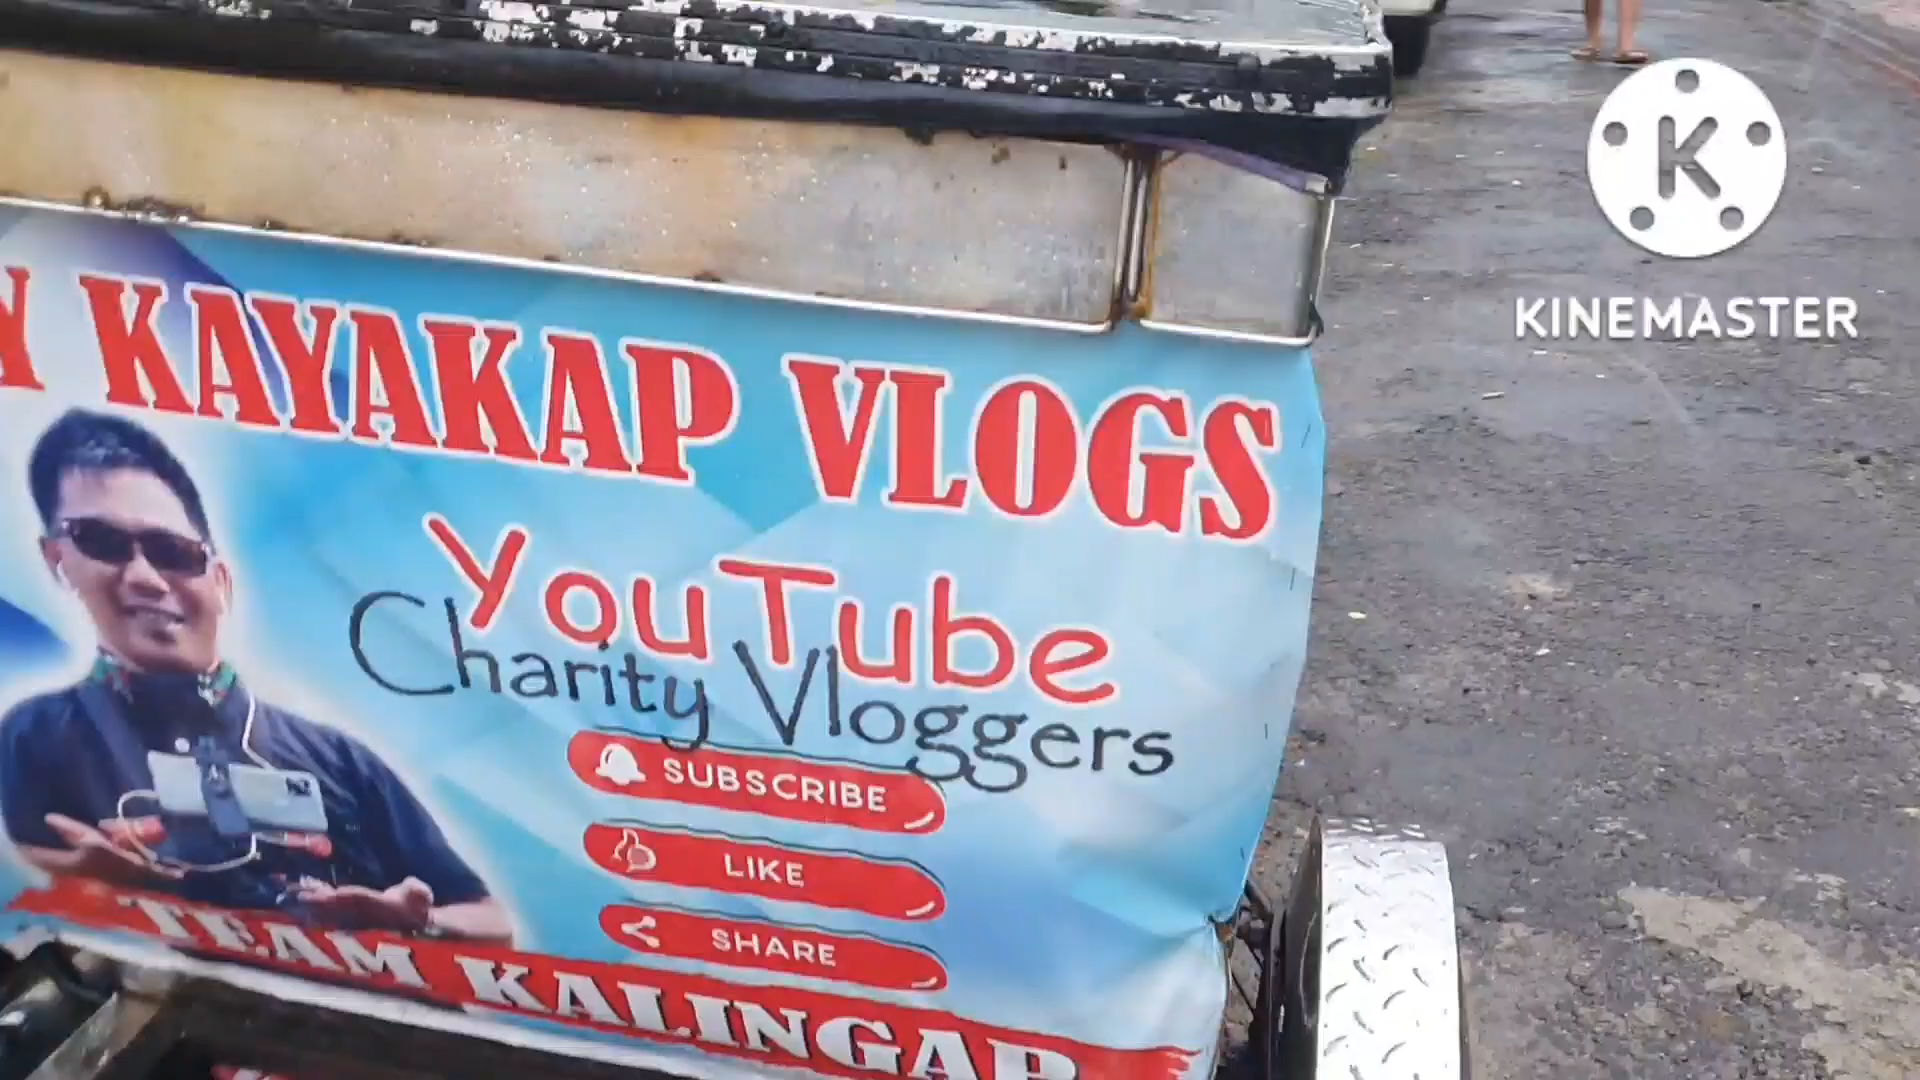 KAYAKAP VLOGS
YouTube
Charity Vloggers
SUBSCRIBE
LIKE
SHARE
TEAM KALINGAP
K
KINEMASTER